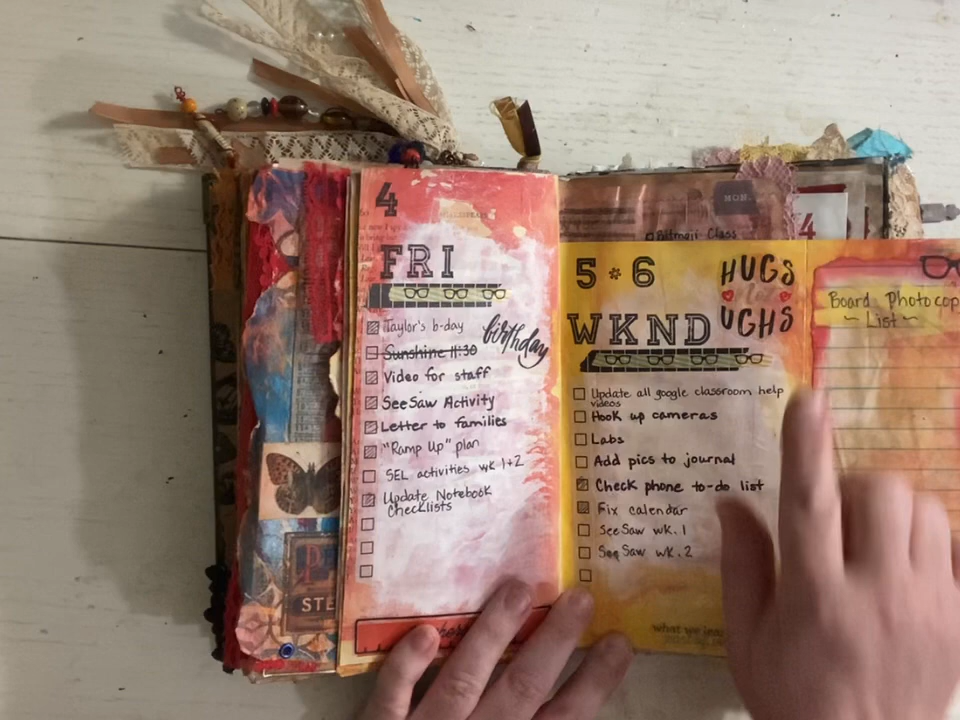 4
FRI
Taylor's b-day
birthday
Sunshine 11:30
Video for staff
SeeSaw Activity
Letter to families
"Ramp Up" plan
SEL activities wk 1+2
Update Notebook
Checklists
STE
MON.
4
Bitmoji Class
5 * 6
HUGS
not
UGHS
WKND
Update all google classroom help
videos
Hook up cameras
Labs
Add pics to journal
Check phone to-do list
Fix calendar
SeeSaw wk. 1
SeeSaw wk. 2
what we
Board Photocop
~ List ~